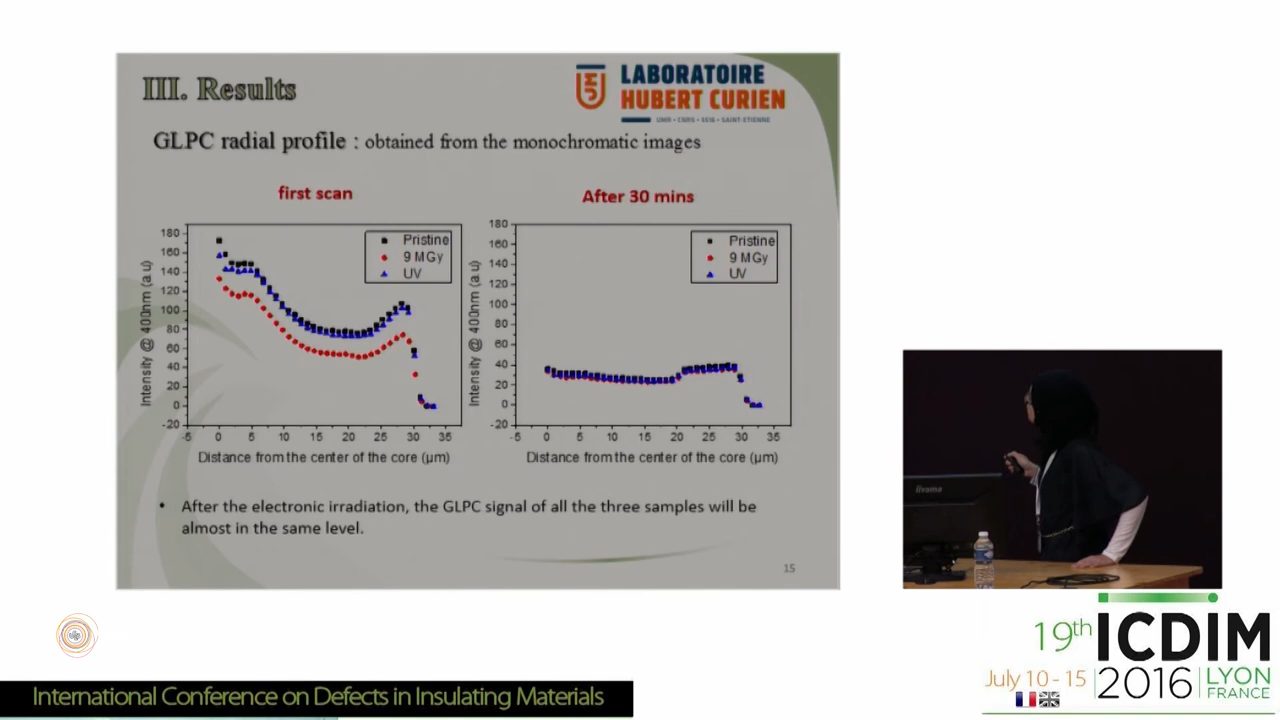 III. Results
LABORATOIRE
HUBERT CURIEN
UMR • CNRS • 5516 • SAINT-ETIENNE
GLPC radial profile : obtained from the monochromatic images
first scan
After 30 mins
180
160
140
120
100
80
60
40
20
0
-20
Intensity @ 400nm (a.u)
Pristine
9 MGy
UV
-5 0 5 10 15 20 25 30 35
Distance from the center of the core (µm)
180
160
140
120
100
80
60
40
20
0
-20
Intensity @ 400nm (a.u)
Pristine
9 MGy
UV
-5 0 5 10 15 20 25 30 35
Distance from the center of the core (µm)
• After the electronic irradiation, the GLPC signal of all the three samples will be
almost in the same level.
15
iiyama
19th ICDIM
July 10 - 15 2016 LYON
FRANCE
International Conference on Defects in Insulating Materials